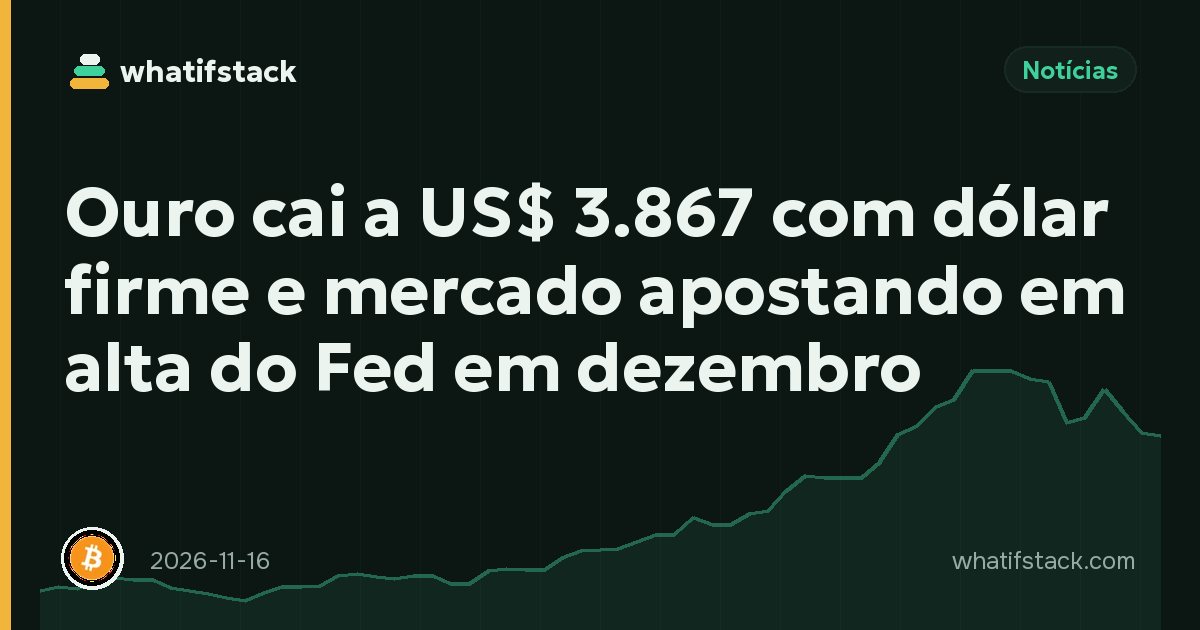 whatifstack
Notícias
Ouro cai a US$ 3.867 com dólar
firme e mercado apostando em
alta do Fed em dezembro
2026-11-16
whatifstack.com